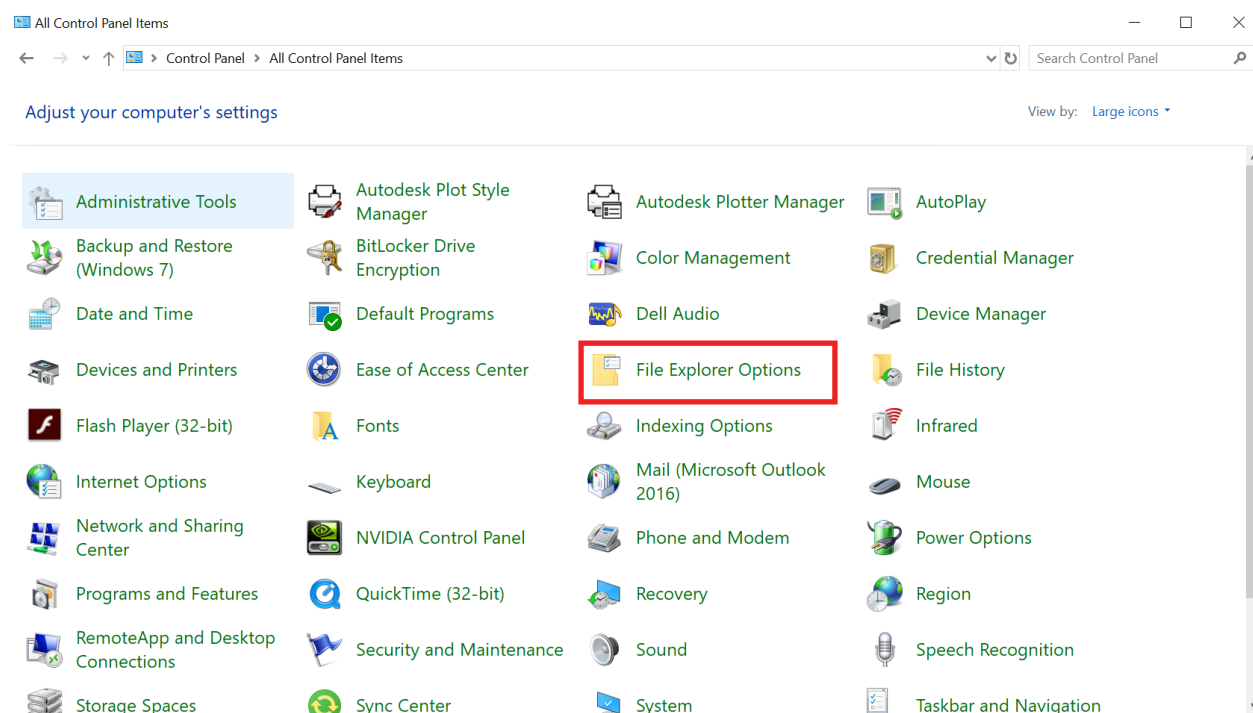 All Control Panel Items
Control Panel > All Control Panel Items
Search Control Panel
Adjust your computer's settings
View by: Large icons
Administrative Tools
Autodesk Plot Style
Manager
Autodesk Plotter Manager
AutoPlay
Backup and Restore
(Windows 7)
BitLocker Drive
Encryption
Color Management
Credential Manager
Date and Time
Default Programs
Dell Audio
Device Manager
Devices and Printers
Ease of Access Center
File Explorer Options
File History
Flash Player (32-bit)
Fonts
Indexing Options
Infrared
Internet Options
Keyboard
Mail (Microsoft Outlook
2016)
Mouse
Network and Sharing
Center
NVIDIA Control Panel
Phone and Modem
Power Options
Programs and Features
QuickTime (32-bit)
Recovery
Region
RemoteApp and Desktop
Connections
Security and Maintenance
Sound
Speech Recognition
Storage Spaces
Sync Center
System
Taskbar and Navigation